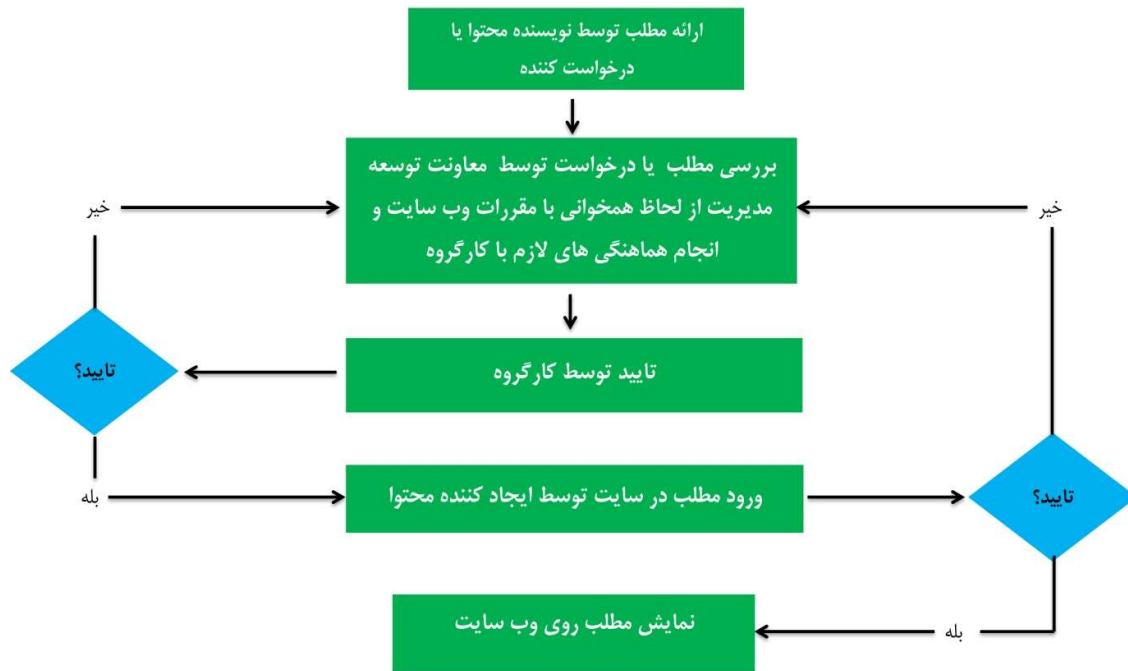 ارائه مطلب توسط نویسنده محتوا یا
درخواست کننده
بررسی مطلب یا درخواست توسط معاونت توسعه
مدیریت از لحاظ همخوانی با مقررات وب سایت و
انجام هماهنگی های لازم با کارگروه
خیر
خیر
تایید توسط کارگروه
تایید؟
ورود مطلب در سایت توسط ایجاد کننده محتوا
تایید؟
بله
نمایش مطلب روی وب سایت
بله